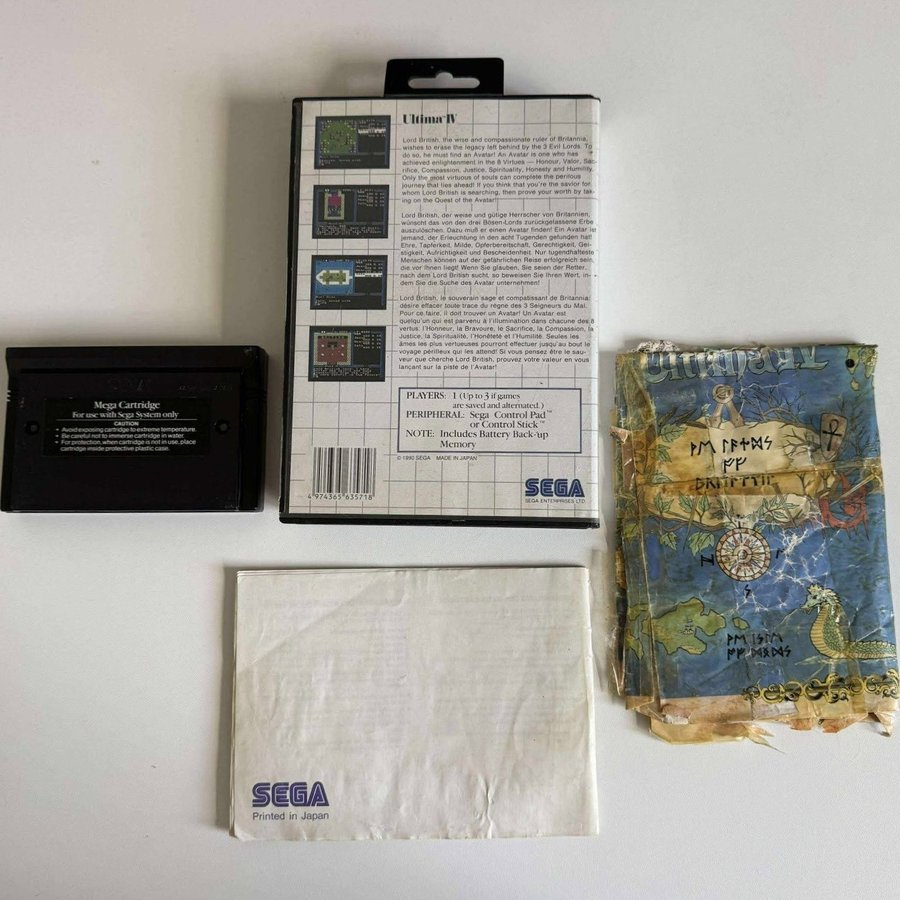 Ultima™IV
Lord British, the wise and compassionate ruler of Britannia,
wishes to erase the legacy left behind by the 3 Evil Lords. To
do so, he must find an Avatar! An Avatar is one who has
achieved enlightenment in the 8 Virtues — Honour, Valor, Sac-
rifice, Compassion, Justice, Spirituality, Honesty and Humility.
Only the most virtuous of souls can complete the perilous
journey that lies ahead! If you think that you're the savior for
whom Lord British is searching, then prove your worth by tak-
ing on the Quest of the Avatar!
Lord British, der weise und gütige Herrscher von Britannien,
wünscht das von den drei Bösen Lords zurückgelassene Erbe
auszulöschen. Dazu muß er einen Avatar finden! Ein Avatar ist
jemand, der Erleuchtung in den acht Tugenden gefunden hat!
Ehre, Tapferkeit, Milde, Opferbereitschaft, Gerechtigkeit, Gei-
stigkeit, Aufrichtigkeit und Bescheidenheit. Nur tugendhafteste
Menschen können auf der gefährlichen Reise erfolgreich sein,
die vor Ihnen liegt! Wenn Sie glauben, Sie seien der Retter,
nach dem Lord British sucht, so beweisen Sie Ihren Wert, in-
dem Sie die Suche des Avatar unternehmen!
Lord British, le souverain sage et compatissant de Britannia:
désire effacer toute trace du règne des 3 Seigneurs du Mal.
Pour ce faire, il doit trouver un Avatar! Un Avatar est
quelqu'un qui est parvenu à l'illumination dans chacune des 8
vertus: l'Honneur, la Bravoure, le Sacrifice, la Compassion, la
Justice, la Spiritualité, l'Honêteté et l'Humilité. Seules les
âmes les plus vertueuses pourront effectuer jusqu'au bout le
voyage périlleux qui les attend! Si vous pensez être le sau-
veur que cherche Lord British, prouvez votre valeur en vous
lançant sur la piste de l'Avatar!
PLAYERS: 1 (Up to 3 if games
are saved and alternated.)
PERIPHERAL: Sega Control Pad™
or Control Stick™
NOTE: Includes Battery Back-up
Memory
© 1990 SEGA MADE IN JAPAN
4 974365 635718
SEGA
SEGA ENTERPRISES LTD.
Mega Cartridge
For use with Sega System only
CAUTION
• Avoid exposing cartridge to extreme temperature.
• Be careful not to immerse cartridge in water.
• For protection, when cartridge is not in use, place
cartridge inside protective plastic case.
Ultima IV
SEGA
Printed in Japan